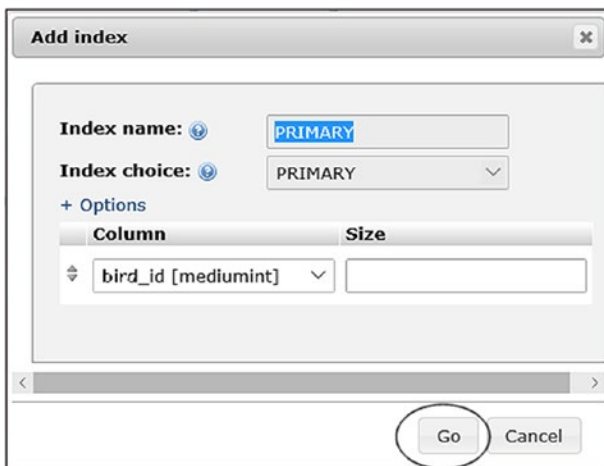 Add index
Index name:
PRIMARY
Index choice:
PRIMARY
+ Options
Column Size
bird_id [mediumint]
Go Cancel